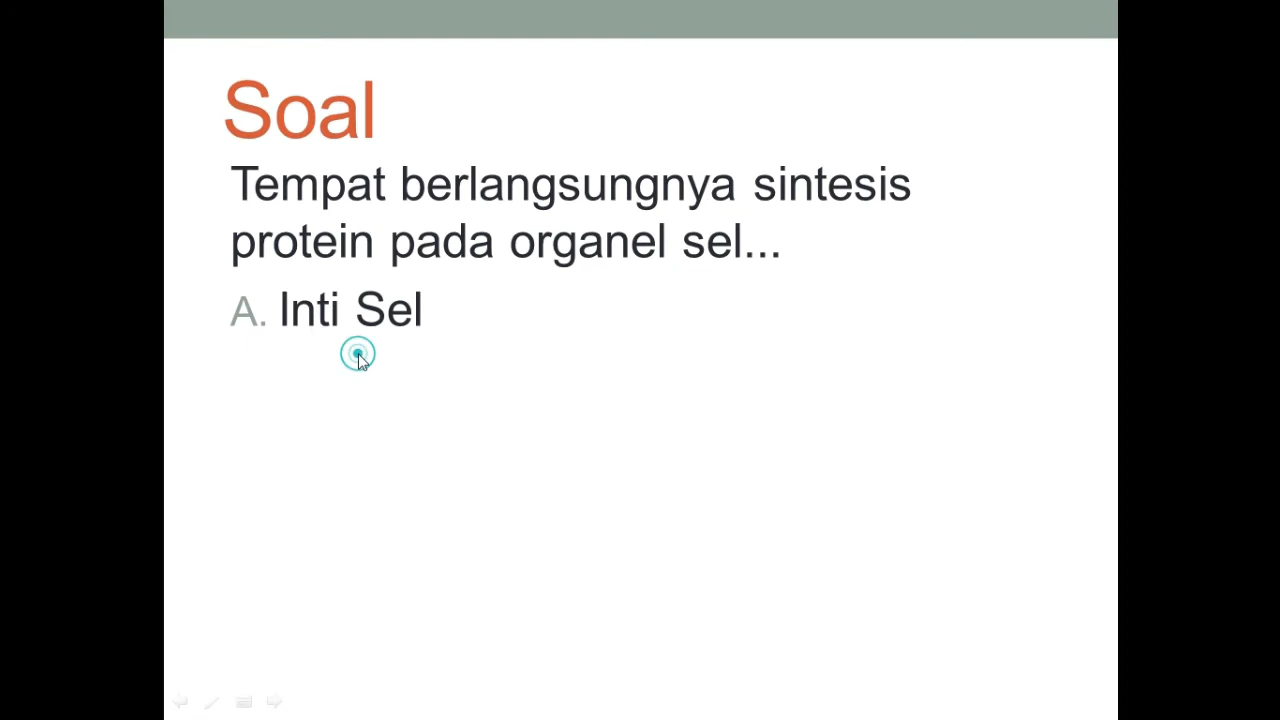 Soal
Tempat berlangsungnya sintesis
protein pada organel sel...
A. Inti Sel